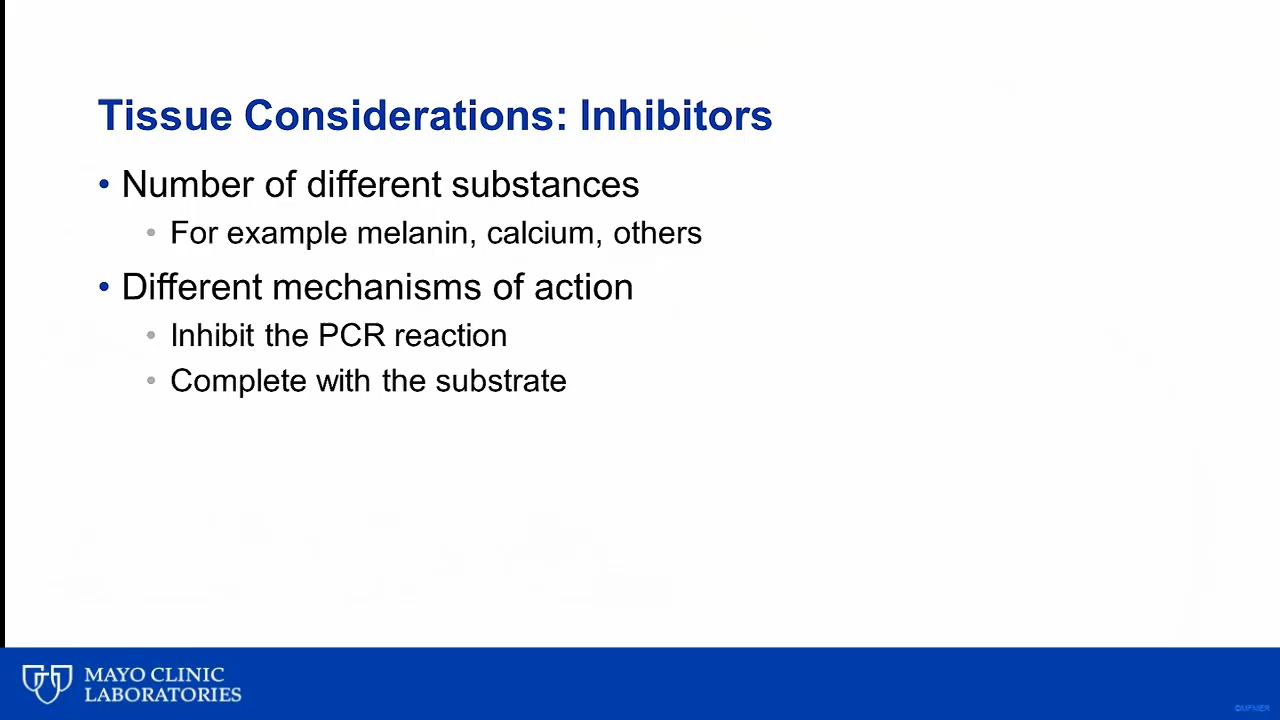 Tissue Considerations: Inhibitors
• Number of different substances
• For example melanin, calcium, others
• Different mechanisms of action
• Inhibit the PCR reaction
• Complete with the substrate
MAYO CLINIC
LABORATORIES
©MFMER